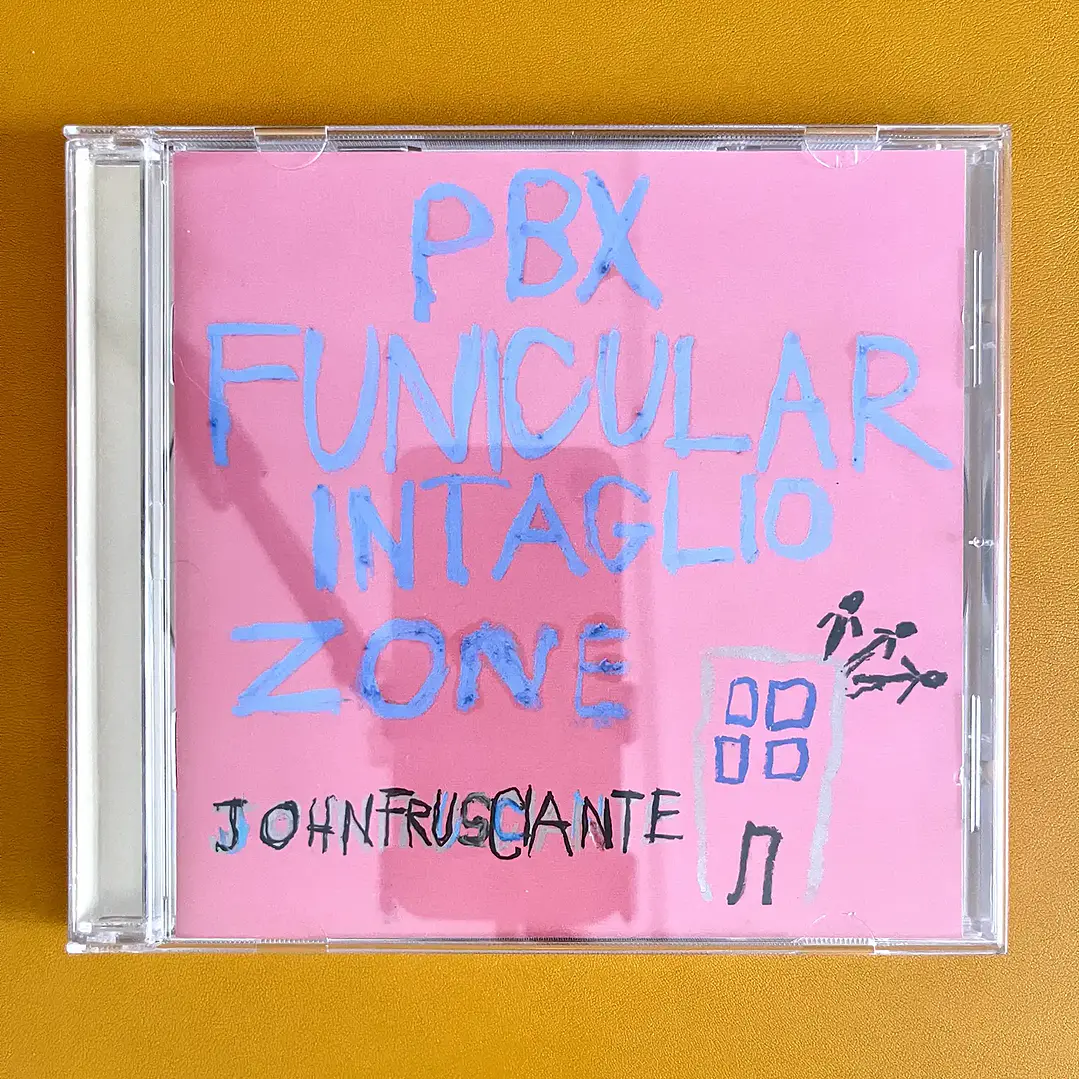 PBX
FUNICULAR
INTAGLIO
ZONE
JOHNFRUSCIANTE